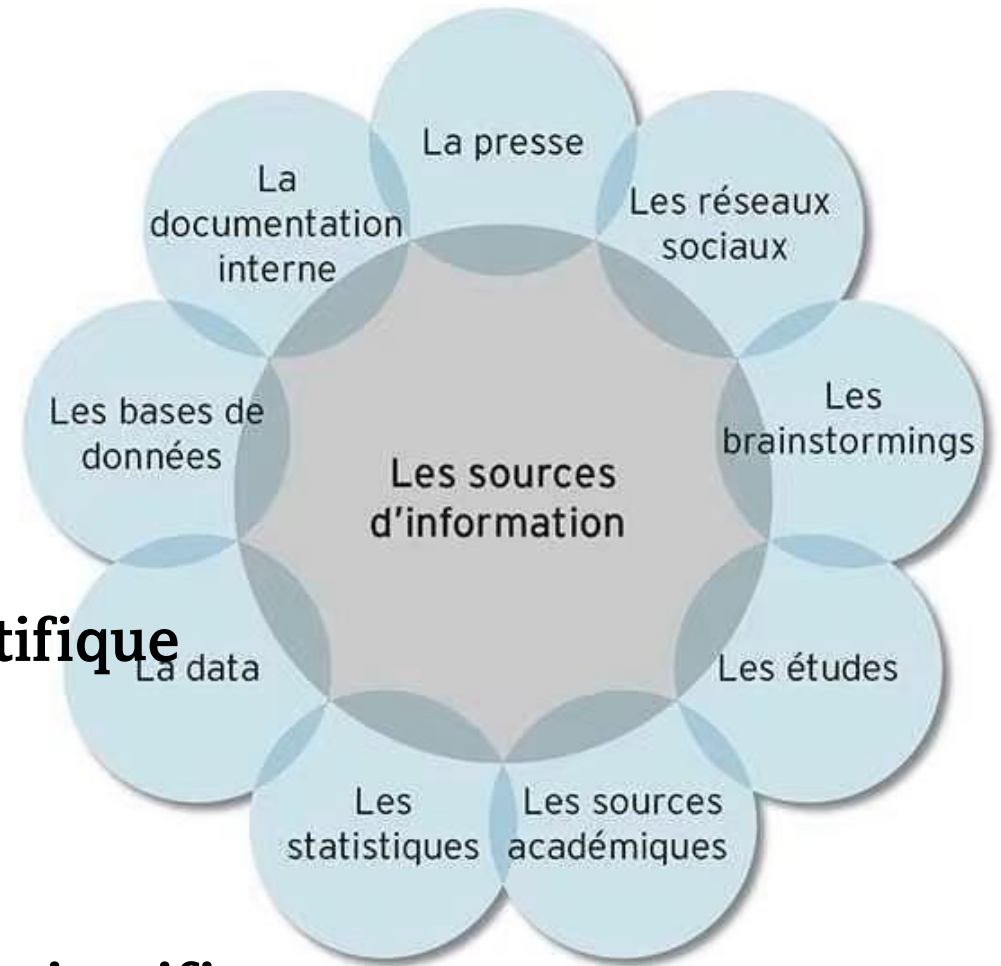 La presse
La
documentation
interne
Les réseaux
sociaux
Les bases de
données
Les
brainstormings
Les sources
d'information
tifique
La data
Les études
Les
statistiques
Les sources
académiques